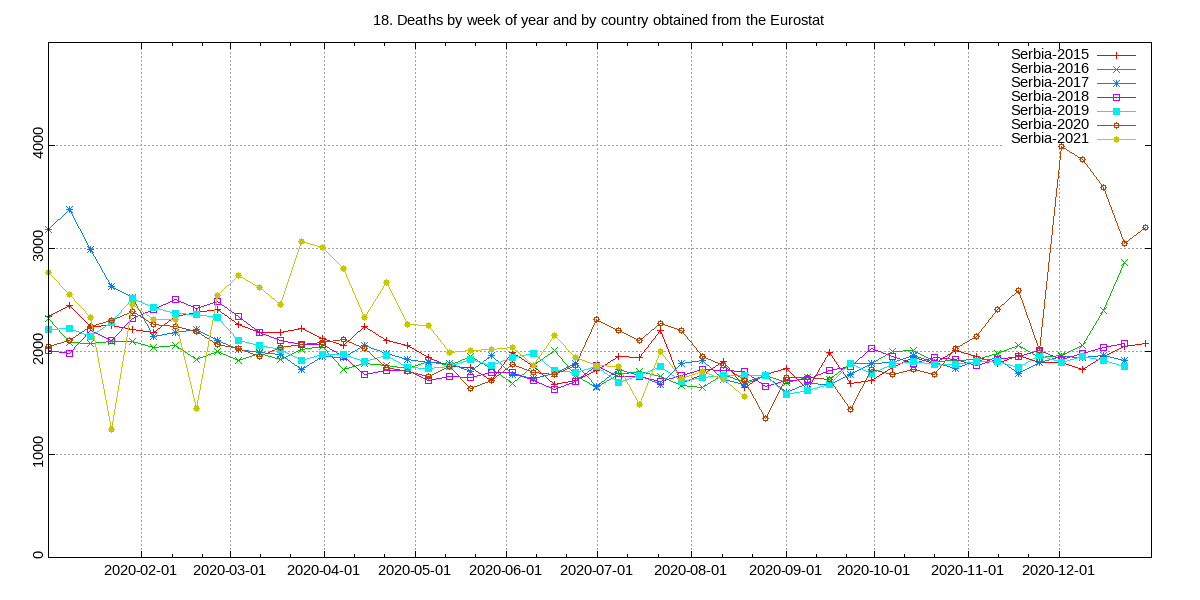 18. Deaths by week of year and by country obtained from the Eurostat
Serbia-2015
Serbia-2016
Serbia-2017
Serbia-2018
Serbia-2019
Serbia-2020
Serbia-2021
4000
3000
2000
1000
0
2020-02-01 2020-03-01 2020-04-01 2020-05-01 2020-06-01 2020-07-01 2020-08-01 2020-09-01 2020-10-01 2020-11-01 2020-12-01